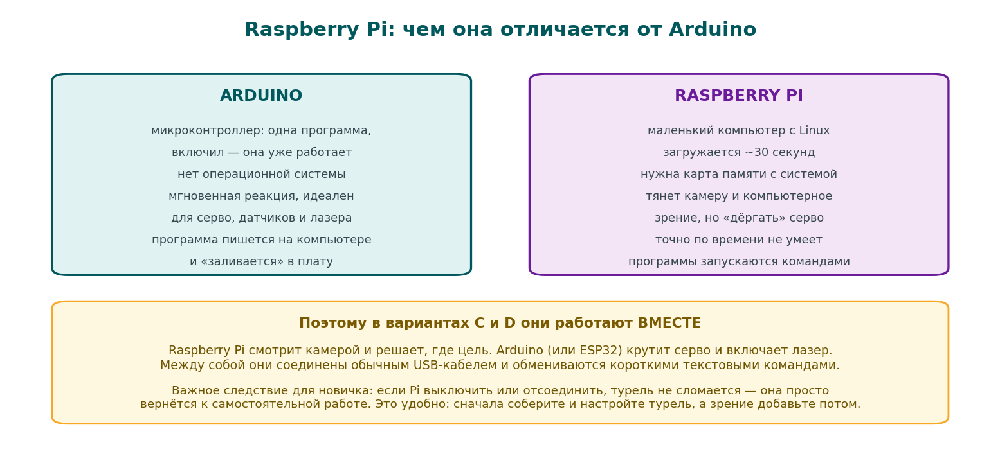 Raspberry Pi: чем она отличается от Arduino
ARDUINO
микроконтроллер: одна программа,
включил — она уже работает
нет операционной системы
мгновенная реакция, идеален
для серво, датчиков и лазера
программа пишется на компьютере
и «заливается» в плату
RASPBERRY PI
маленький компьютер с Linux
загружается ~30 секунд
нужна карта памяти с системой
тянет камеру и компьютерное
зрение, но «дёргать» серво
точно по времени не умеет
программы запускаются командами
Поэтому в вариантах C и D они работают ВМЕСТЕ
Raspberry Pi смотрит камерой и решает, где цель. Arduino (или ESP32) крутит серво и включает лазер.
Между собой они соединены обычным USB-кабелем и обмениваются короткими текстовыми командами.
Важное следствие для новичка: если Pi выключить или отсоединить, турель не сломается — она просто
вернётся к самостоятельной работе. Это удобно: сначала соберите и настройте турель, а зрение добавьте потом.